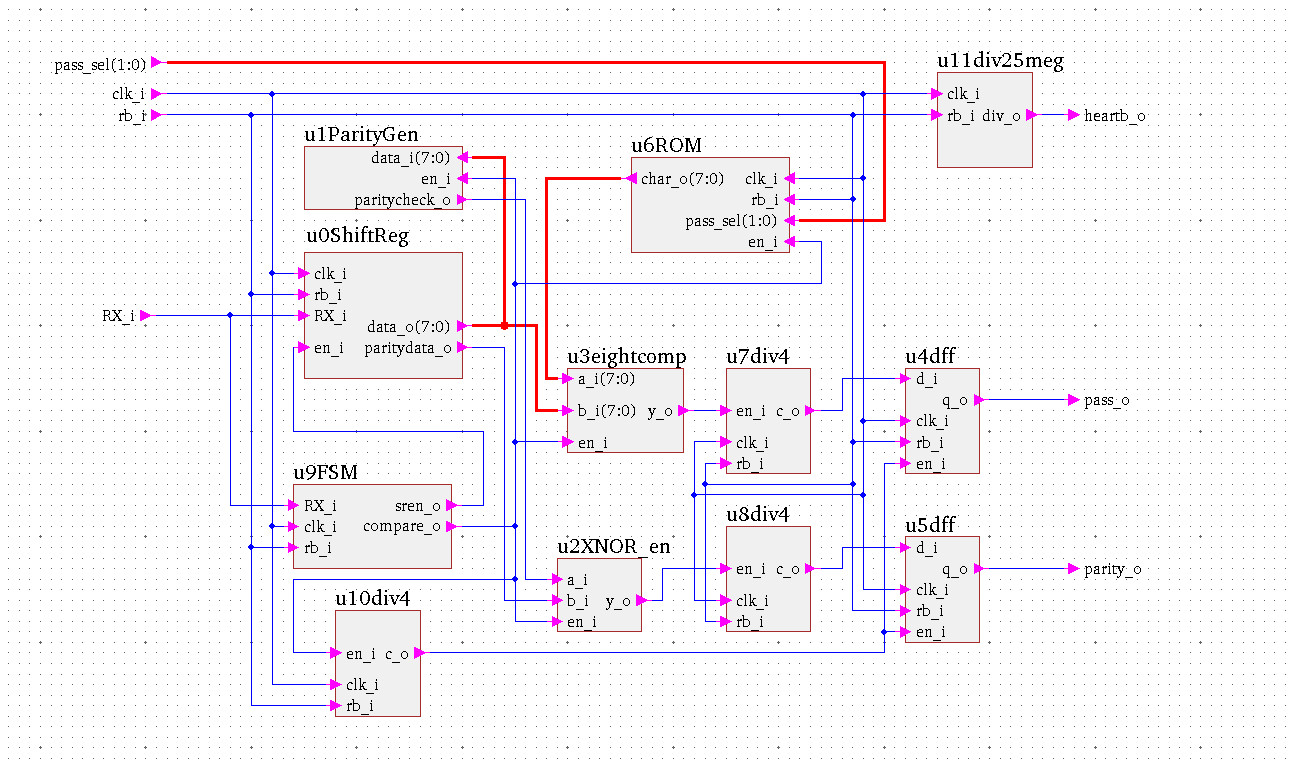 pass_sel(1:0)
clk_i
rb_i
u11div25meg
clk_i
rb_i div_o
heartb_o
u1ParityGen
data_i(7:0)
en_i
paritycheck_o
u6ROM
char_o(7:0) clk_i
rb_i
pass_sel(1:0)
en_i
u0ShiftReg
clk_i
rb_i
RX_i
RX_i
data_o(7:0)
en_i paritydata_o
u3eightcomp
a_i(7:0)
b_i(7:0) y_o
en_i
u7div4
en_i c_o
clk_i
rb_i
u4dff
d_i
q_o
clk_i
rb_i
en_i
pass_o
u9FSM
RX_i sren_o
clk_i compare_o
rb_i
u2XNOR_en
a_i
b_i y_o
en_i
u8div4
en_i c_o
clk_i
rb_i
u5dff
d_i
q_o
clk_i
rb_i
en_i
parity_o
u10div4
en_i c_o
clk_i
rb_i